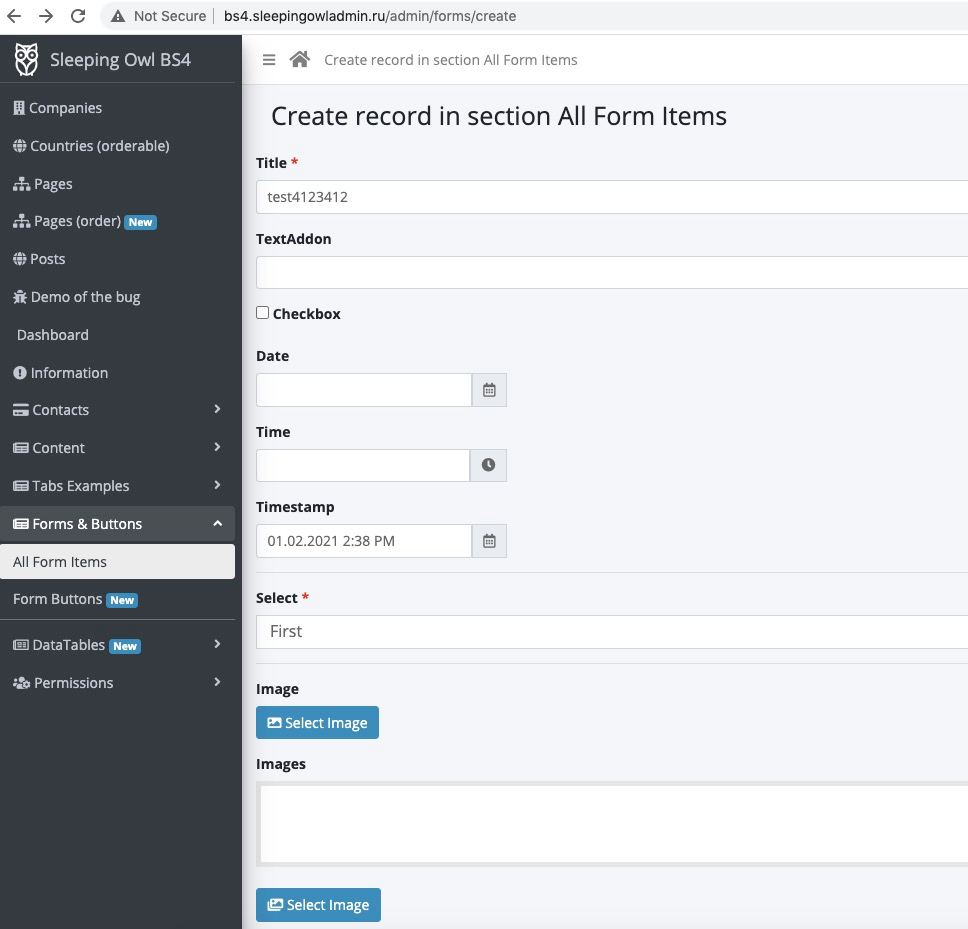 Not Secure bs4.sleepingowladmin.ru/admin/forms/create
Sleeping Owl BS4
Create record in section All Form Items
Companies
Countries (orderable)
Pages
Pages (order) New
Posts
Demo of the bug
Dashboard
Information
Contacts
Content
Tabs Examples
Forms & Buttons
All Form Items
Form Buttons New
DataTables New
Permissions
Create record in section All Form Items
Title *
test4123412
TextAddon
Checkbox
Date
Time
Timestamp
01.02.2021 2:38 PM
Select *
First
Image
Select Image
Images
Select Image